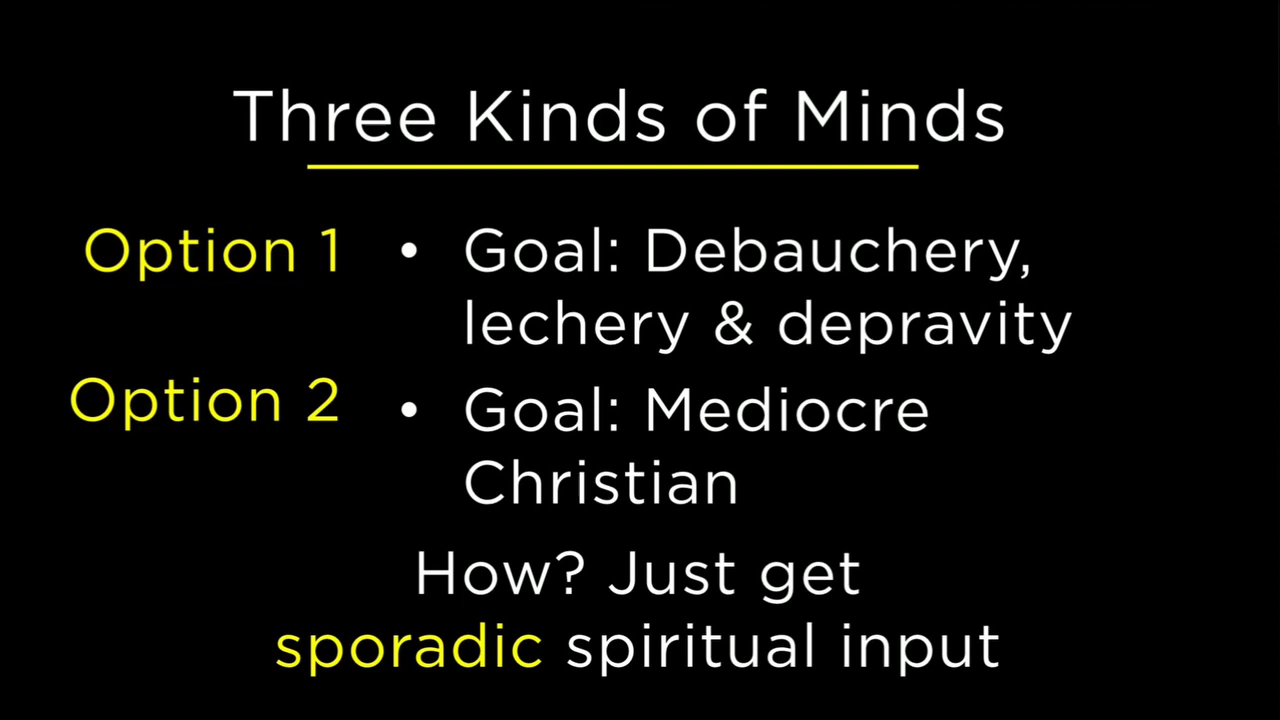 Three Kinds of Minds
Option 1 • Goal: Debauchery,
lechery & depravity
Option 2 • Goal: Mediocre
Christian
How? Just get
sporadic spiritual input